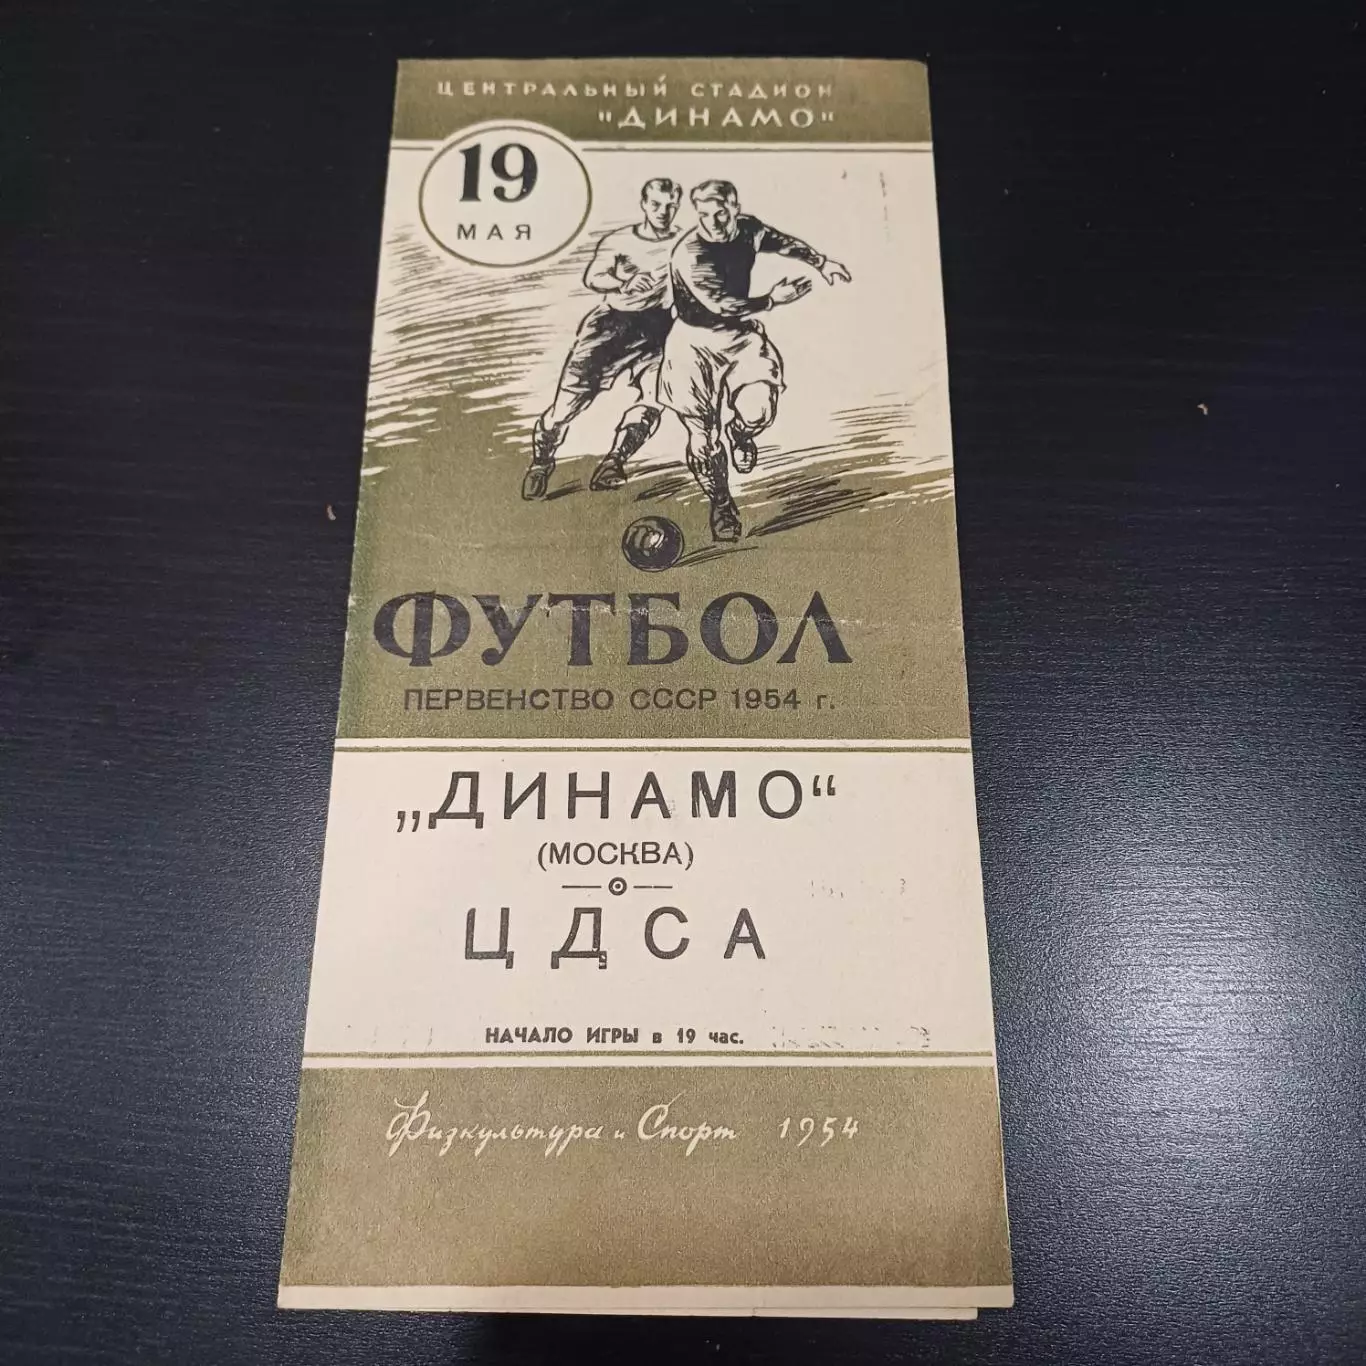 ЦЕНТРАЛЬНЫЙ СТАДИОН
"ДИНАМО"
19
МАЯ
ФУТБОЛ
ПЕРВЕНСТВО СССР 1954 г.
„ДИНАМО“
(МОСКВА)
ЦДСА
НАЧАЛО ИГРЫ в 19 час.
Физкультура и Спорт 1954